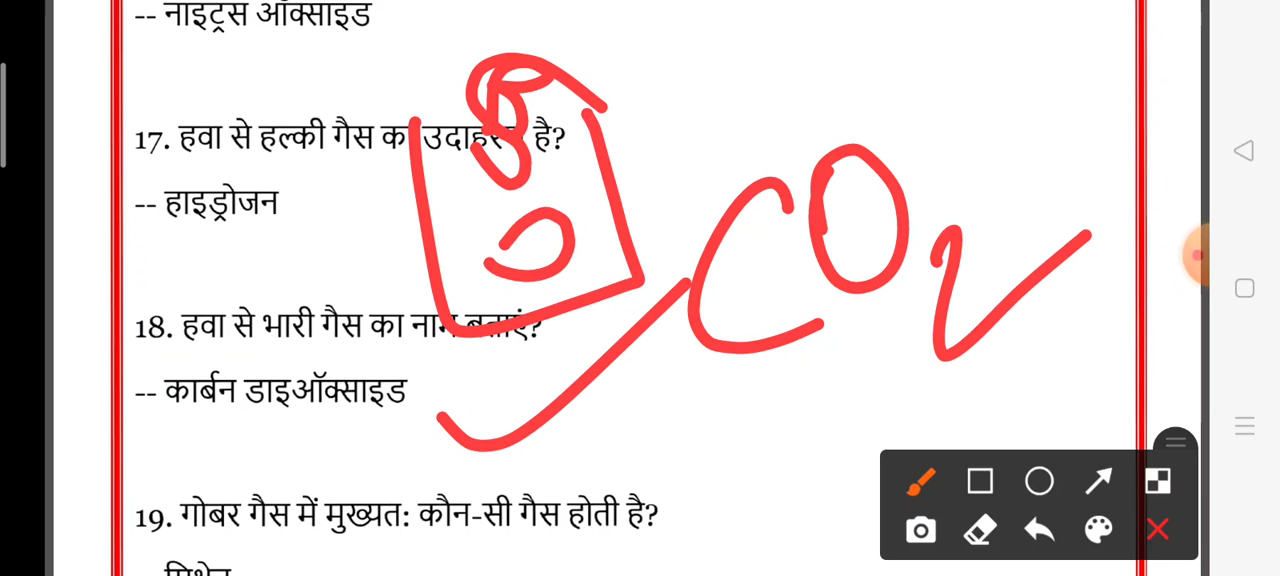 -- नाइट्रस ऑक्साइड
17. हवा से हल्की गैस का उदाहरण है?
-- हाइड्रोजन
CO2
18. हवा से भारी गैस का नाम बताएं?
-- कार्बन डाइऑक्साइड
19. गोबर गैस में मुख्यत: कौन-सी गैस होती है?